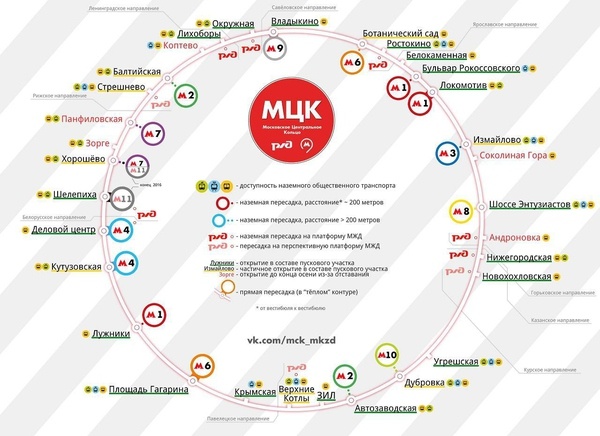 Ленинградское направление
Савёловское направление
Ярославское направление
Окружная
Лихоборы
Коптево
Владыкино
М9
Ботанический сад
Ростокино
Белокаменная
Бульвар Рокоссовского
Локомотив
М6
М1
М1
Балтийская
Стрешнево
М2
Рижское направление
Панфиловская
М7
Зорге
Хорошёво
М7
М11
конец 2016
Шелепиха
М11
Белорусское направление
Деловой центр
М4
Кутузовская
М4
МЦК
Московское Центральное
Кольцо
Измайлово
Соколиная Гора
М3
Шоссе Энтузиастов
М8
Андроновка
Нижегородская
Новохохловская
Горьковское направление
Казанское направление
Курское направление
- доступность наземного общественного транспорта
- наземная пересадка, расстояние* ~ 200 метров
- наземная пересадка, расстояние > 200 метров
- наземная пересадка на платформу МЖД
- пересадка на перспективную платформу МЖД
Лужники - открытие в составе пускового участка
Измайлово - частичное открытие в составе пускового участка
Зорге - открытие до конца осени из-за отставания
- прямая пересадка (в "тёплом" контуре)
* от вестибюля к вестибюлю
vk.com/mck_mkzd
М1
Лужники
М6
Площадь Гагарина
Крымская
Верхние
Котлы
ЗИЛ
М2
Автозаводская
М10
Дубровка
Угрешская
Павелецкое направление